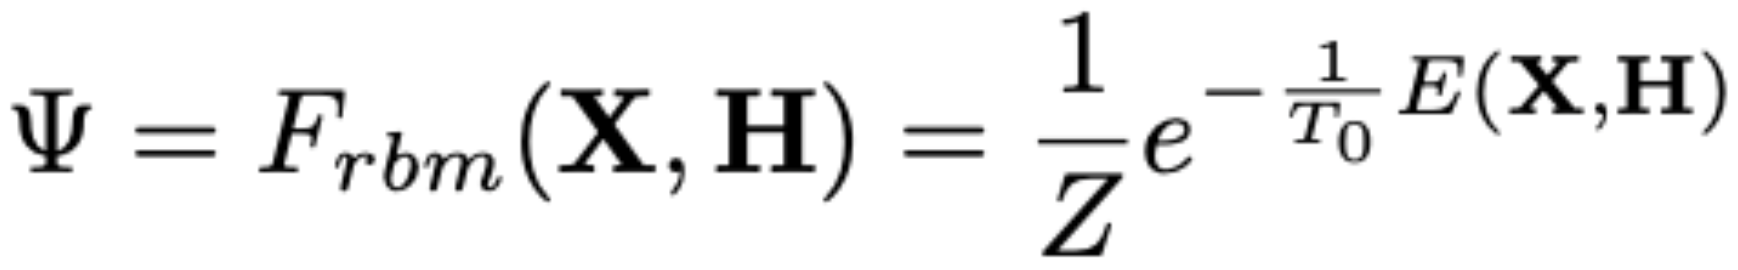 Ψ = F_{rbm}(𝐗, 𝐇) = \frac{1}{Z} e^{-\frac{1}{T_0} E(𝐗,𝐇)}